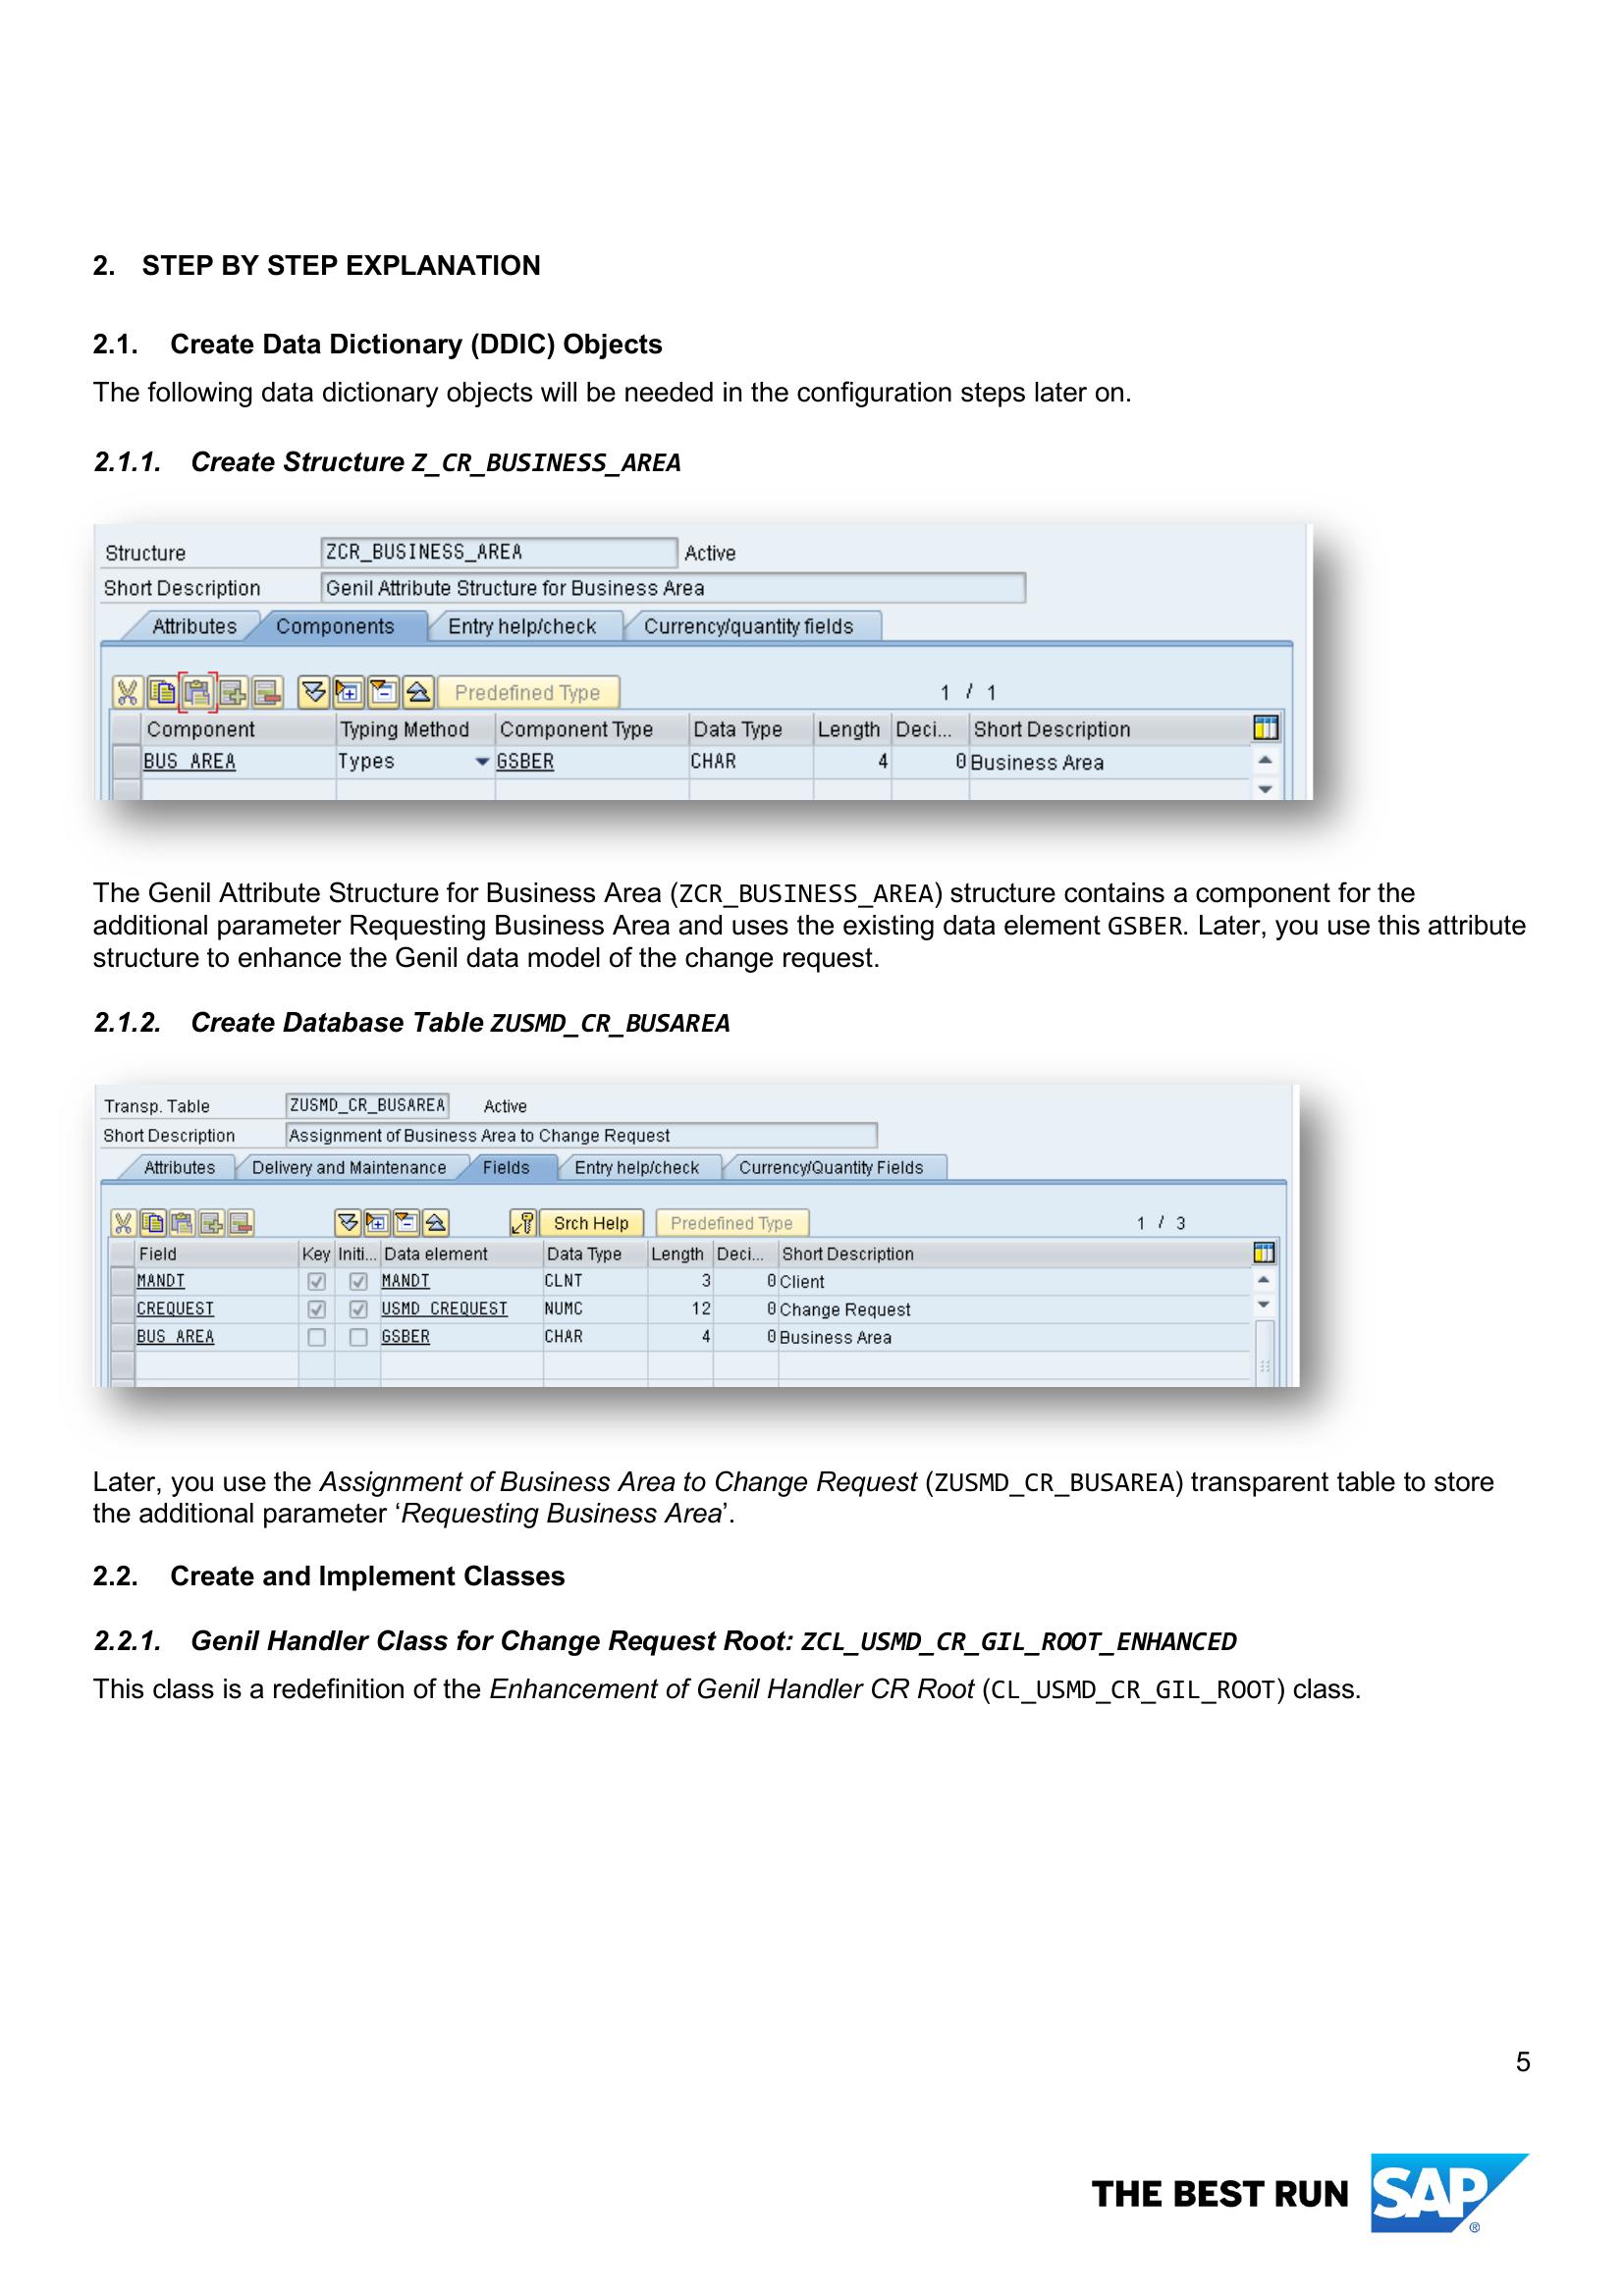 2. STEP BY STEP EXPLANATION
2.1. Create Data Dictionary (DDIC) Objects
The following data dictionary objects will be needed in the configuration steps later on.
2.1.1. Create Structure Z_CR_BUSINESS_AREA
Structure ZCR_BUSINESS_AREA Active
Short Description Genil Attribute Structure for Business Area
Attributes Components Entry help/check Currency/quantity fields
Predefined Type 1 / 1
Component Typing Method Component Type Data Type Length Deci... Short Description
BUS_AREA Types GSBER CHAR 4 0 Business Area
The Genil Attribute Structure for Business Area (ZCR_BUSINESS_AREA) structure contains a component for the
additional parameter Requesting Business Area and uses the existing data element GSBER. Later, you use this attribute
structure to enhance the Genil data model of the change request.
2.1.2. Create Database Table ZUSMD_CR_BUSAREA
Transp. Table ZUSMD_CR_BUSAREA Active
Short Description Assignment of Business Area to Change Request
Attributes Delivery and Maintenance Fields Entry help/check Currency/Quantity Fields
Srch Help Predefined Type 1 / 3
Field Key Initi... Data element Data Type Length Deci... Short Description
MANDT MANDT CLNT 3 0 Client
CREQUEST USMD_CREQUEST NUMC 12 0 Change Request
BUS_AREA GSBER CHAR 4 0 Business Area
Later, you use the Assignment of Business Area to Change Request (ZUSMD_CR_BUSAREA) transparent table to store
the additional parameter ‘Requesting Business Area’.
2.2. Create and Implement Classes
2.2.1. Genil Handler Class for Change Request Root: ZCL_USMD_CR_GIL_ROOT_ENHANCED
This class is a redefinition of the Enhancement of Genil Handler CR Root (CL_USMD_CR_GIL_ROOT) class.
5
THE BEST RUN SAP ®